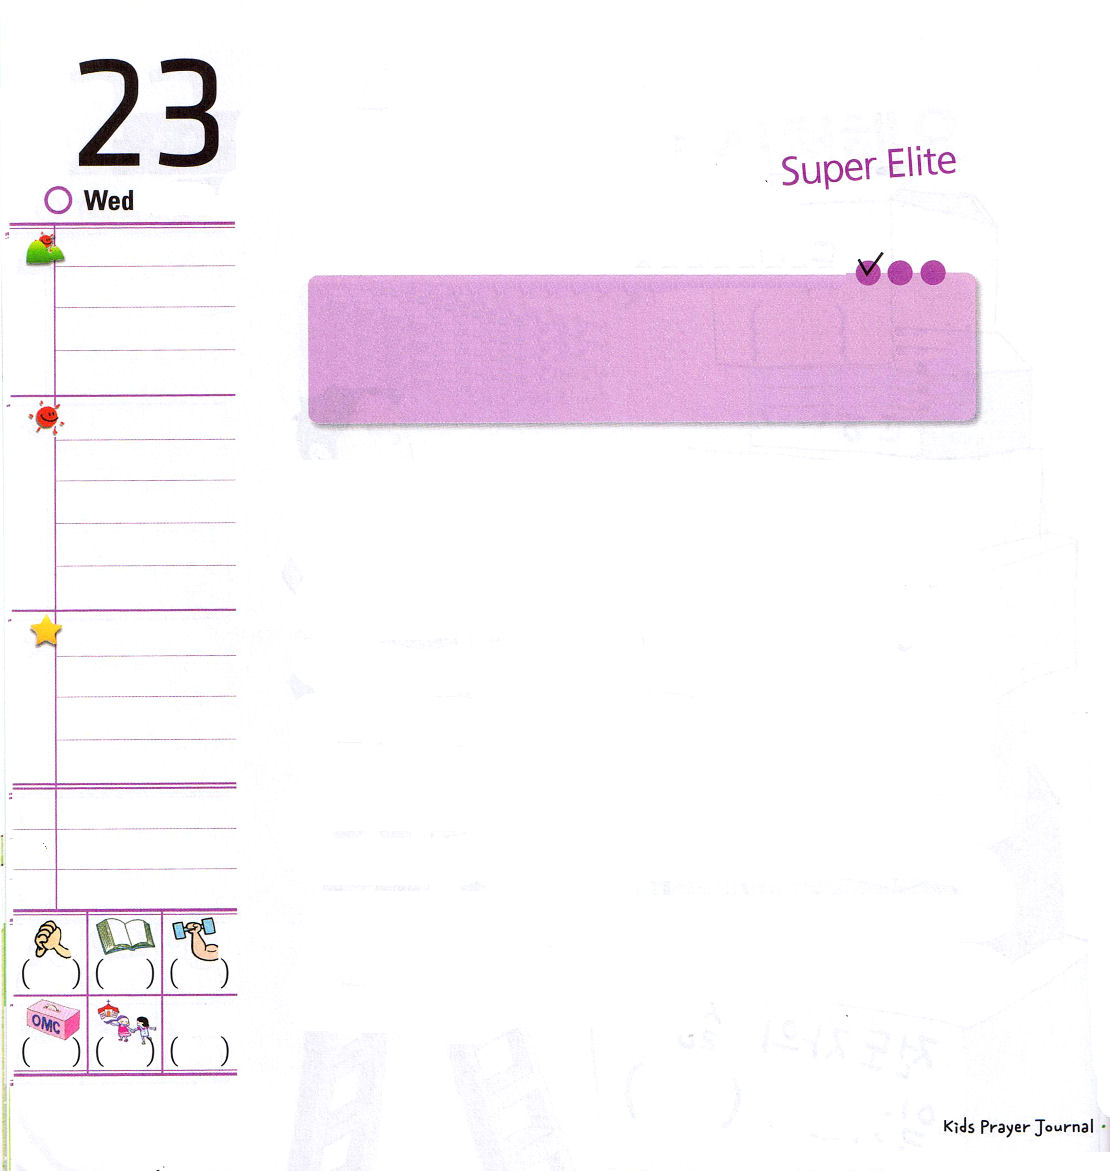 23
Wed
Super Elite
( ) ( ) ( )
OMC
( ) ( ) ( )
Kids Prayer Journal